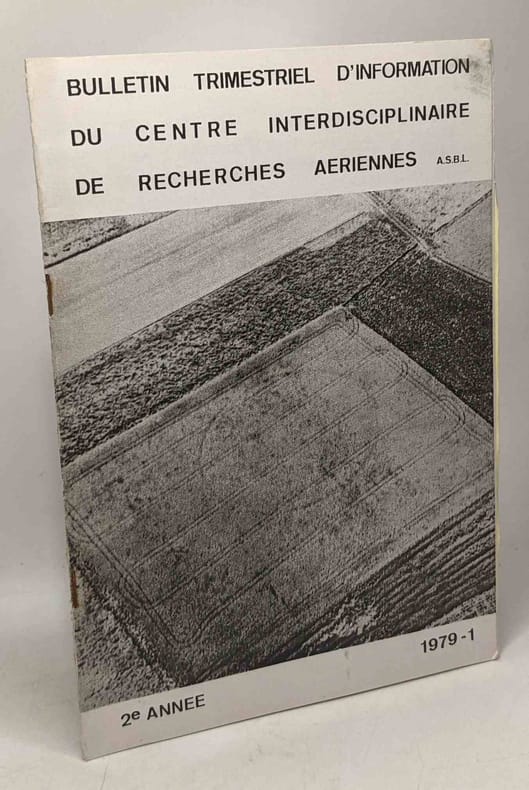 BULLETIN TRIMESTRIEL D'INFORMATION
DU CENTRE INTERDISCIPLINAIRE
DE RECHERCHES AERIENNES A.S.B.L.
2e ANNEE
1979-1